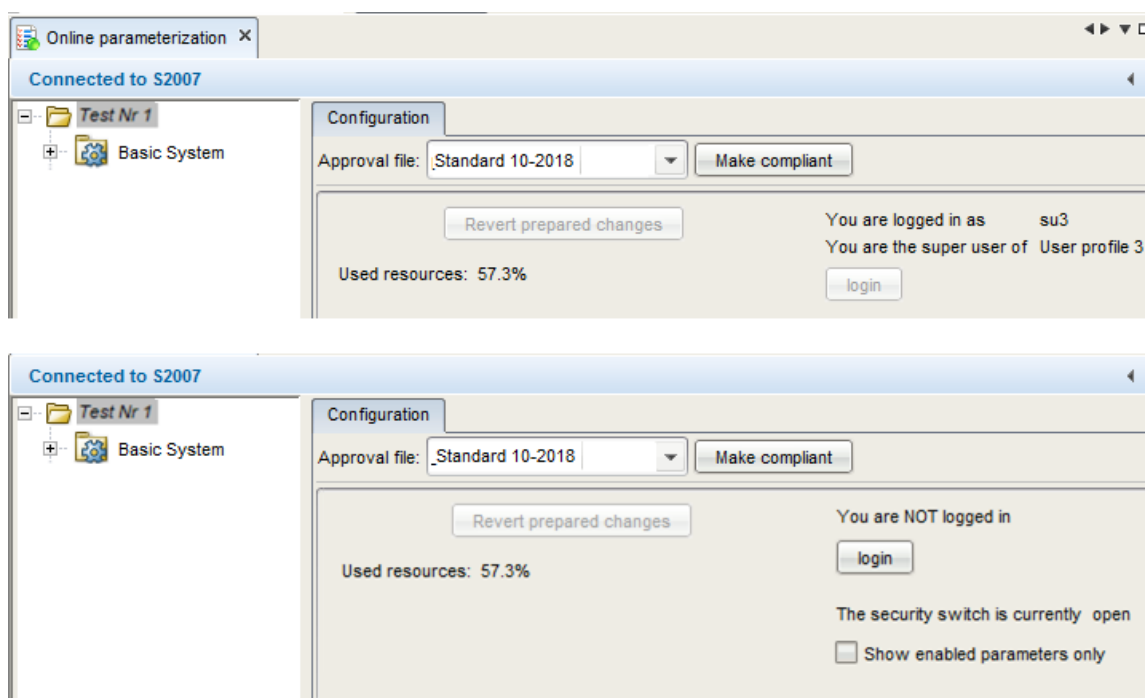 Online parameterization
Connected to S2007
Test Nr 1
Basic System
Configuration
Approval file: Standard 10-2018 Make compliant
Revert prepared changes
Used resources: 57.3%
You are logged in as su3
You are the super user of User profile 3
login
Connected to S2007
Test Nr 1
Basic System
Configuration
Approval file: _Standard 10-2018 Make compliant
Revert prepared changes
Used resources: 57.3%
You are NOT logged in
login
The security switch is currently open
Show enabled parameters only